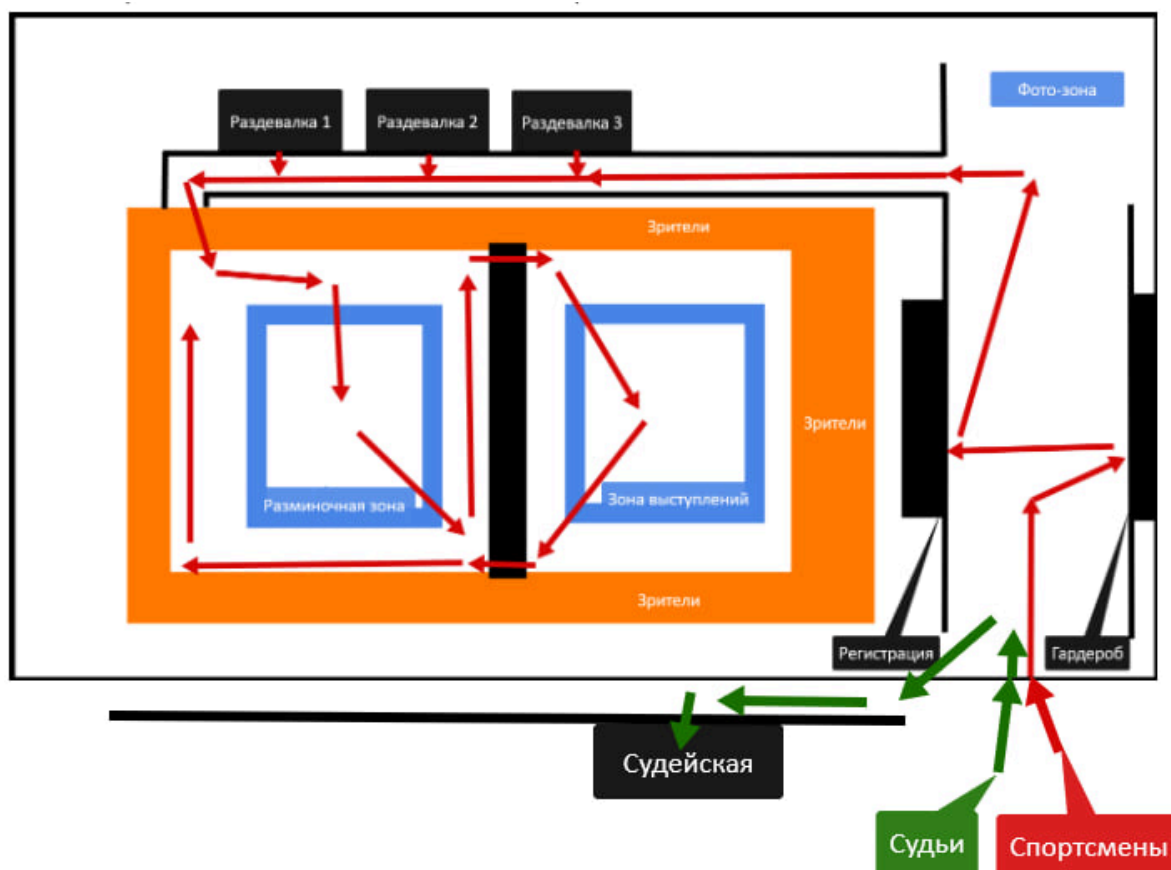 Фото-зона
Раздевалка 1
Раздевалка 2
Раздевалка 3
Зрители
Зрители
Разминочная зона
Зона выступлений
Зрители
Регистрация
Гардероб
Судейская
Судьи
Спортсмены